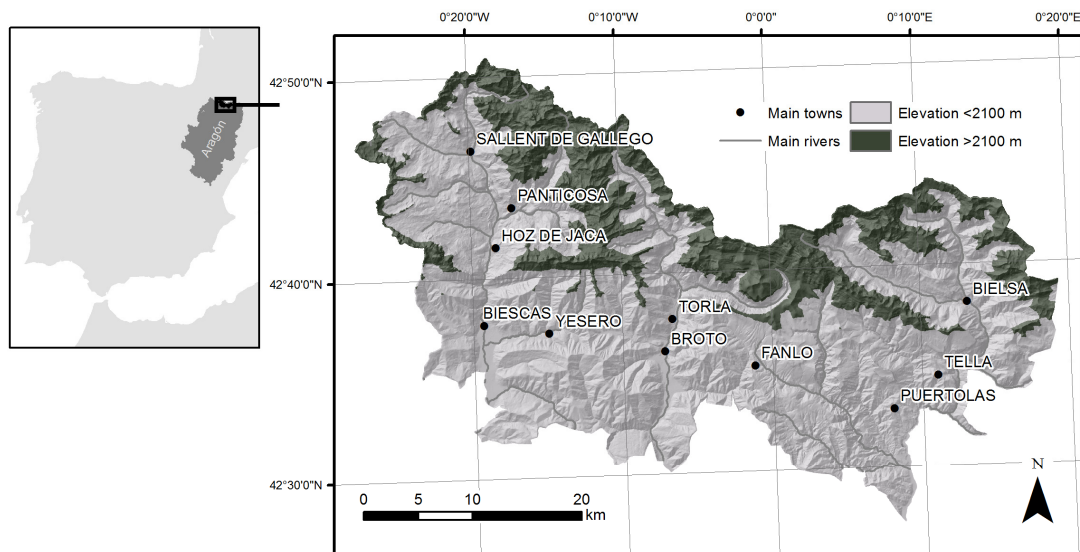 0°20'0"W 0°10'0"W 0°0'0" 0°10'0"E 0°20'0"E
42°50'0"N
42°40'0"N
42°30'0"N
Aragón
Main towns
Elevation <2100 m
Main rivers
Elevation >2100 m
SALLENT DE GALLEGO
PANTICOSA
HOZ DE JACA
BIELSA
TORLA
BIESCAS
YESERO
BROTO
FANLO
TELLA
PUERTOLAS
N
0 5 10 20
km